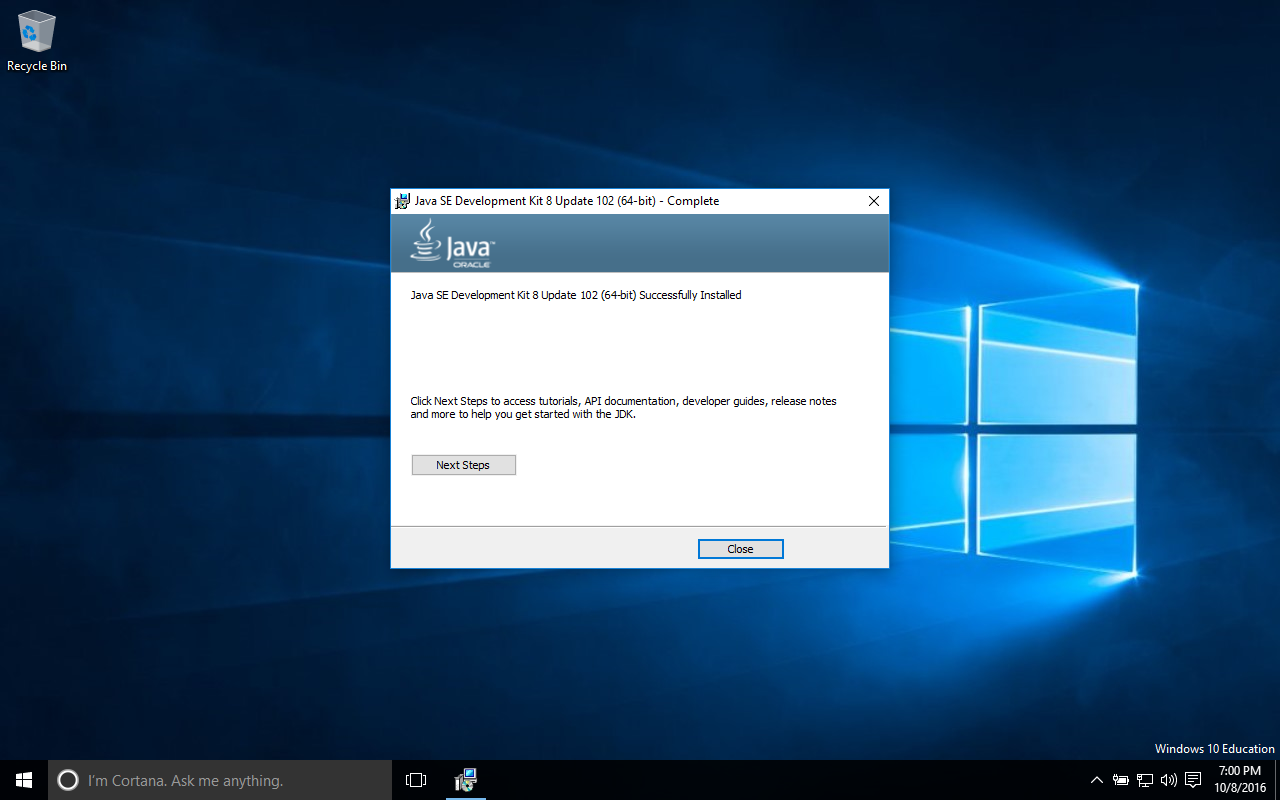 Recycle Bin
Java SE Development Kit 8 Update 102 (64-bit) - Complete
Java™
ORACLE
Java SE Development Kit 8 Update 102 (64-bit) Successfully Installed
Click Next Steps to access tutorials, API documentation, developer guides, release notes
and more to help you get started with the JDK.
Next Steps
Close
Windows 10 Education
I'm Cortana. Ask me anything.
7:00 PM
10/8/2016